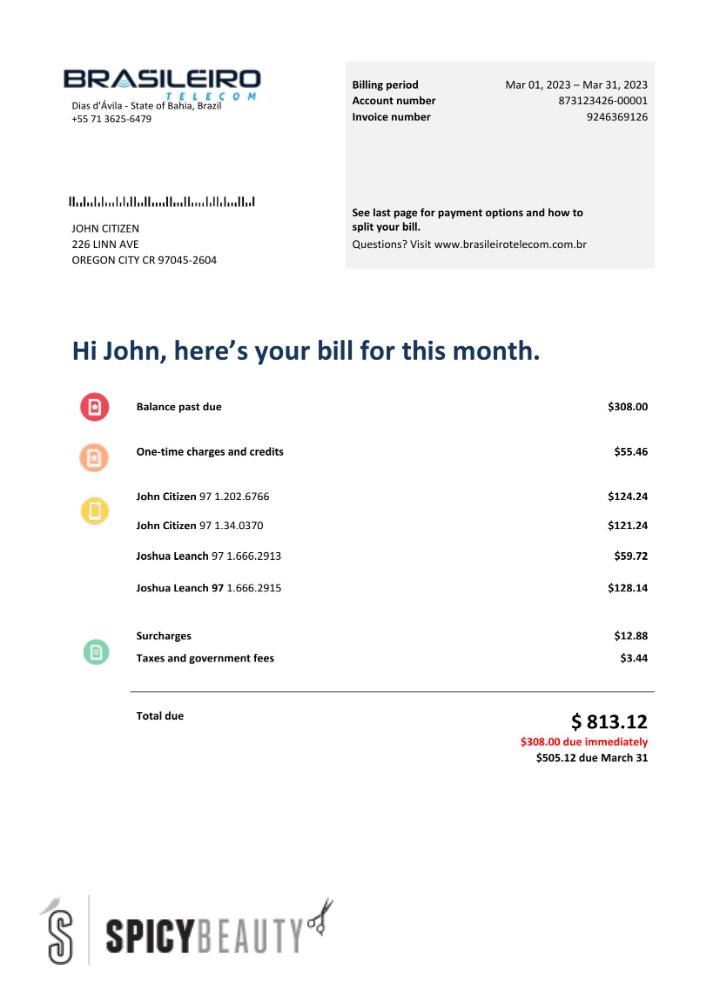 BRASILEIRO
TELECOM
Dias d'Ávila - State of Bahia, Brazil
+55 71 3625-6479
Billing period Mar 01, 2023 – Mar 31, 2023
Account number 873123426-00001
Invoice number 9246369126
See last page for payment options and how to
split your bill.
Questions? Visit www.brasileirotelecom.com.br
JOHN CITIZEN
226 LINN AVE
OREGON CITY CR 97045-2604
Hi John, here’s your bill for this month.
Balance past due $308.00
One-time charges and credits $55.46
John Citizen 97 1.202.6766 $124.24
John Citizen 97 1.34.0370 $121.24
Joshua Leanch 97 1.666.2913 $59.72
Joshua Leanch 97 1.666.2915 $128.14
Surcharges $12.88
Taxes and government fees $3.44
Total due $ 813.12
$308.00 due immediately
$505.12 due March 31
S SPICYBEAUTY